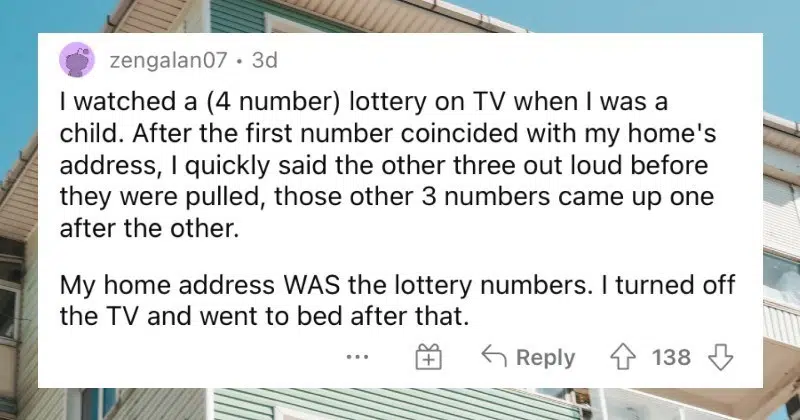 zengalan07 • 3d
I watched a (4 number) lottery on TV when I was a
child. After the first number coincided with my home's
address, I quickly said the other three out loud before
they were pulled, those other 3 numbers came up one
after the other.
My home address WAS the lottery numbers. I turned off
the TV and went to bed after that.
Reply 138